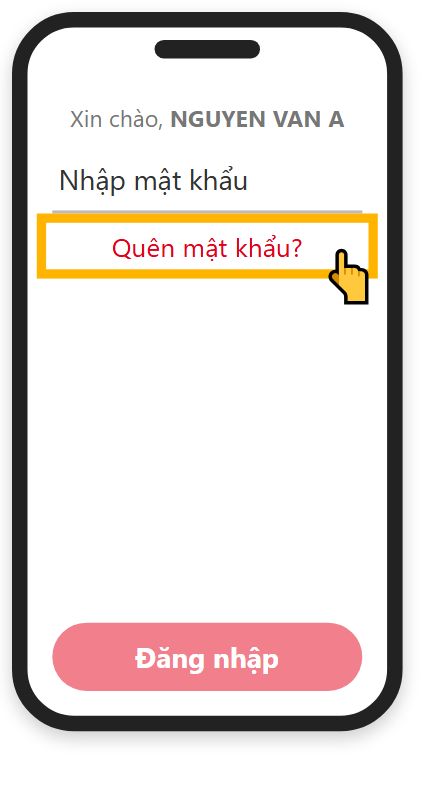 Xin chào, NGUYEN VAN A
Nhập mật khẩu
Quên mật khẩu?
Đăng nhập